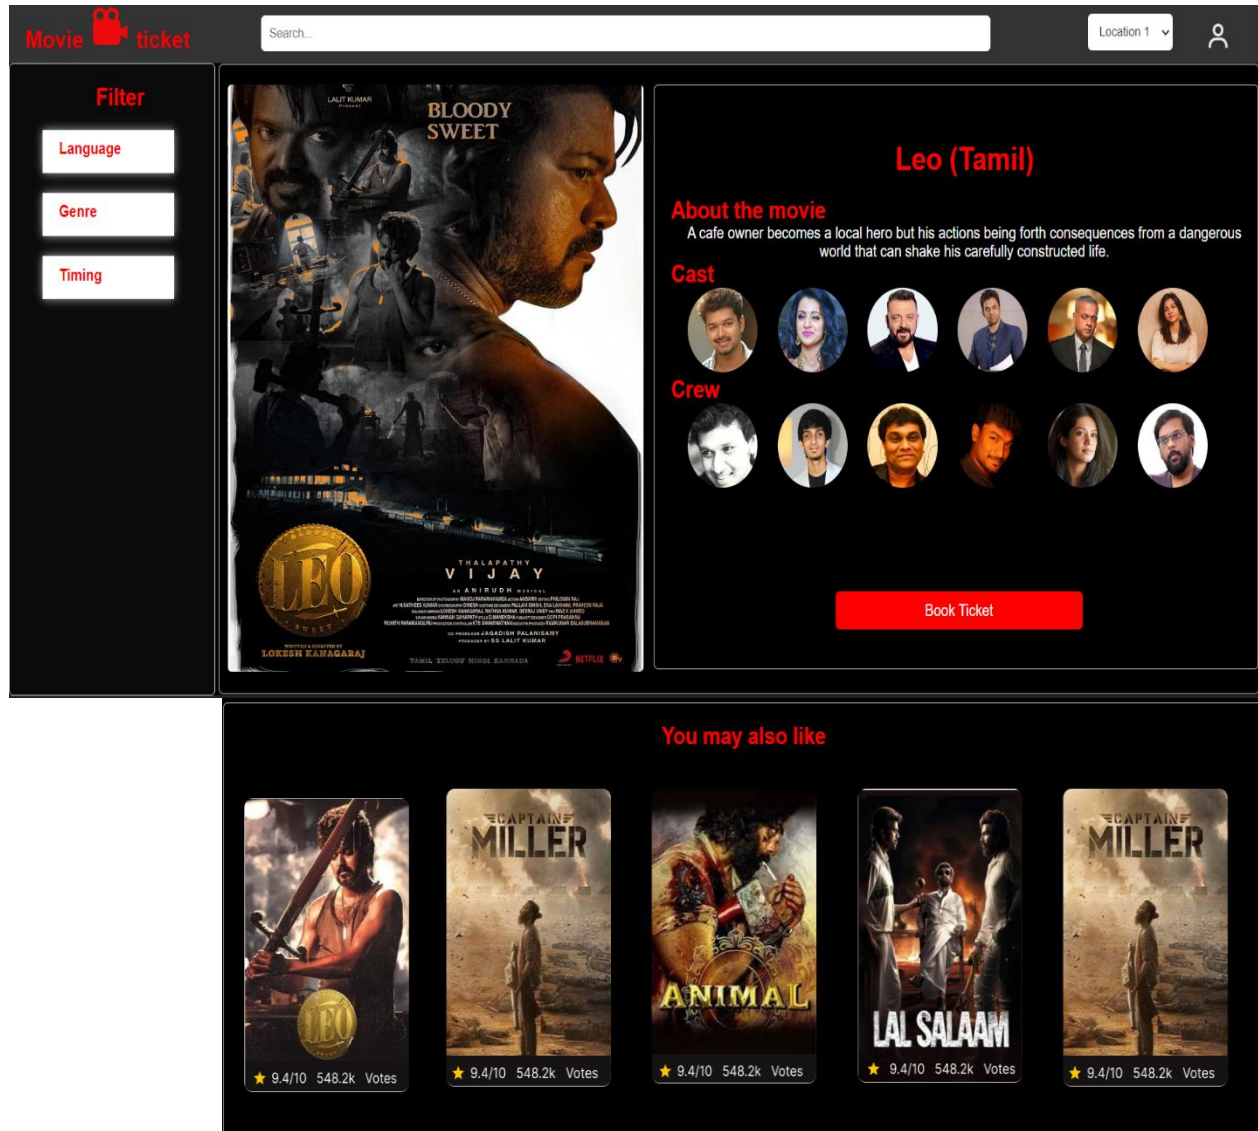 Movie ticket
Search...
Location 1
Filter
Language
Genre
Timing
LALIT KUMAR
Present
BLOODY
SWEET
LEO
SWEET
WRITTEN & DIRECTED BY
LOKESH KANAGARAJ
THALAPATHY
VIJAY
AN ANIRUDH MUSICAL
CO PRODUCER JAGADISH PALANISAMY
PRODUCED BY SS LALIT KUMAR
TAMIL TELUGU HINDI KANNADA
NETFLIX
Leo (Tamil)
About the movie
A cafe owner becomes a local hero but his actions being forth consequences from a dangerous
world that can shake his carefully constructed life.
Cast
Crew
Book Ticket
You may also like
LEO
9.4/10 548.2k Votes
CAPTAIN
MILLER
9.4/10 548.2k Votes
ANIMAL
9.4/10 548.2k Votes
LAL SALAAM
9.4/10 548.2k Votes
CAPTAIN
MILLER
9.4/10 548.2k Votes